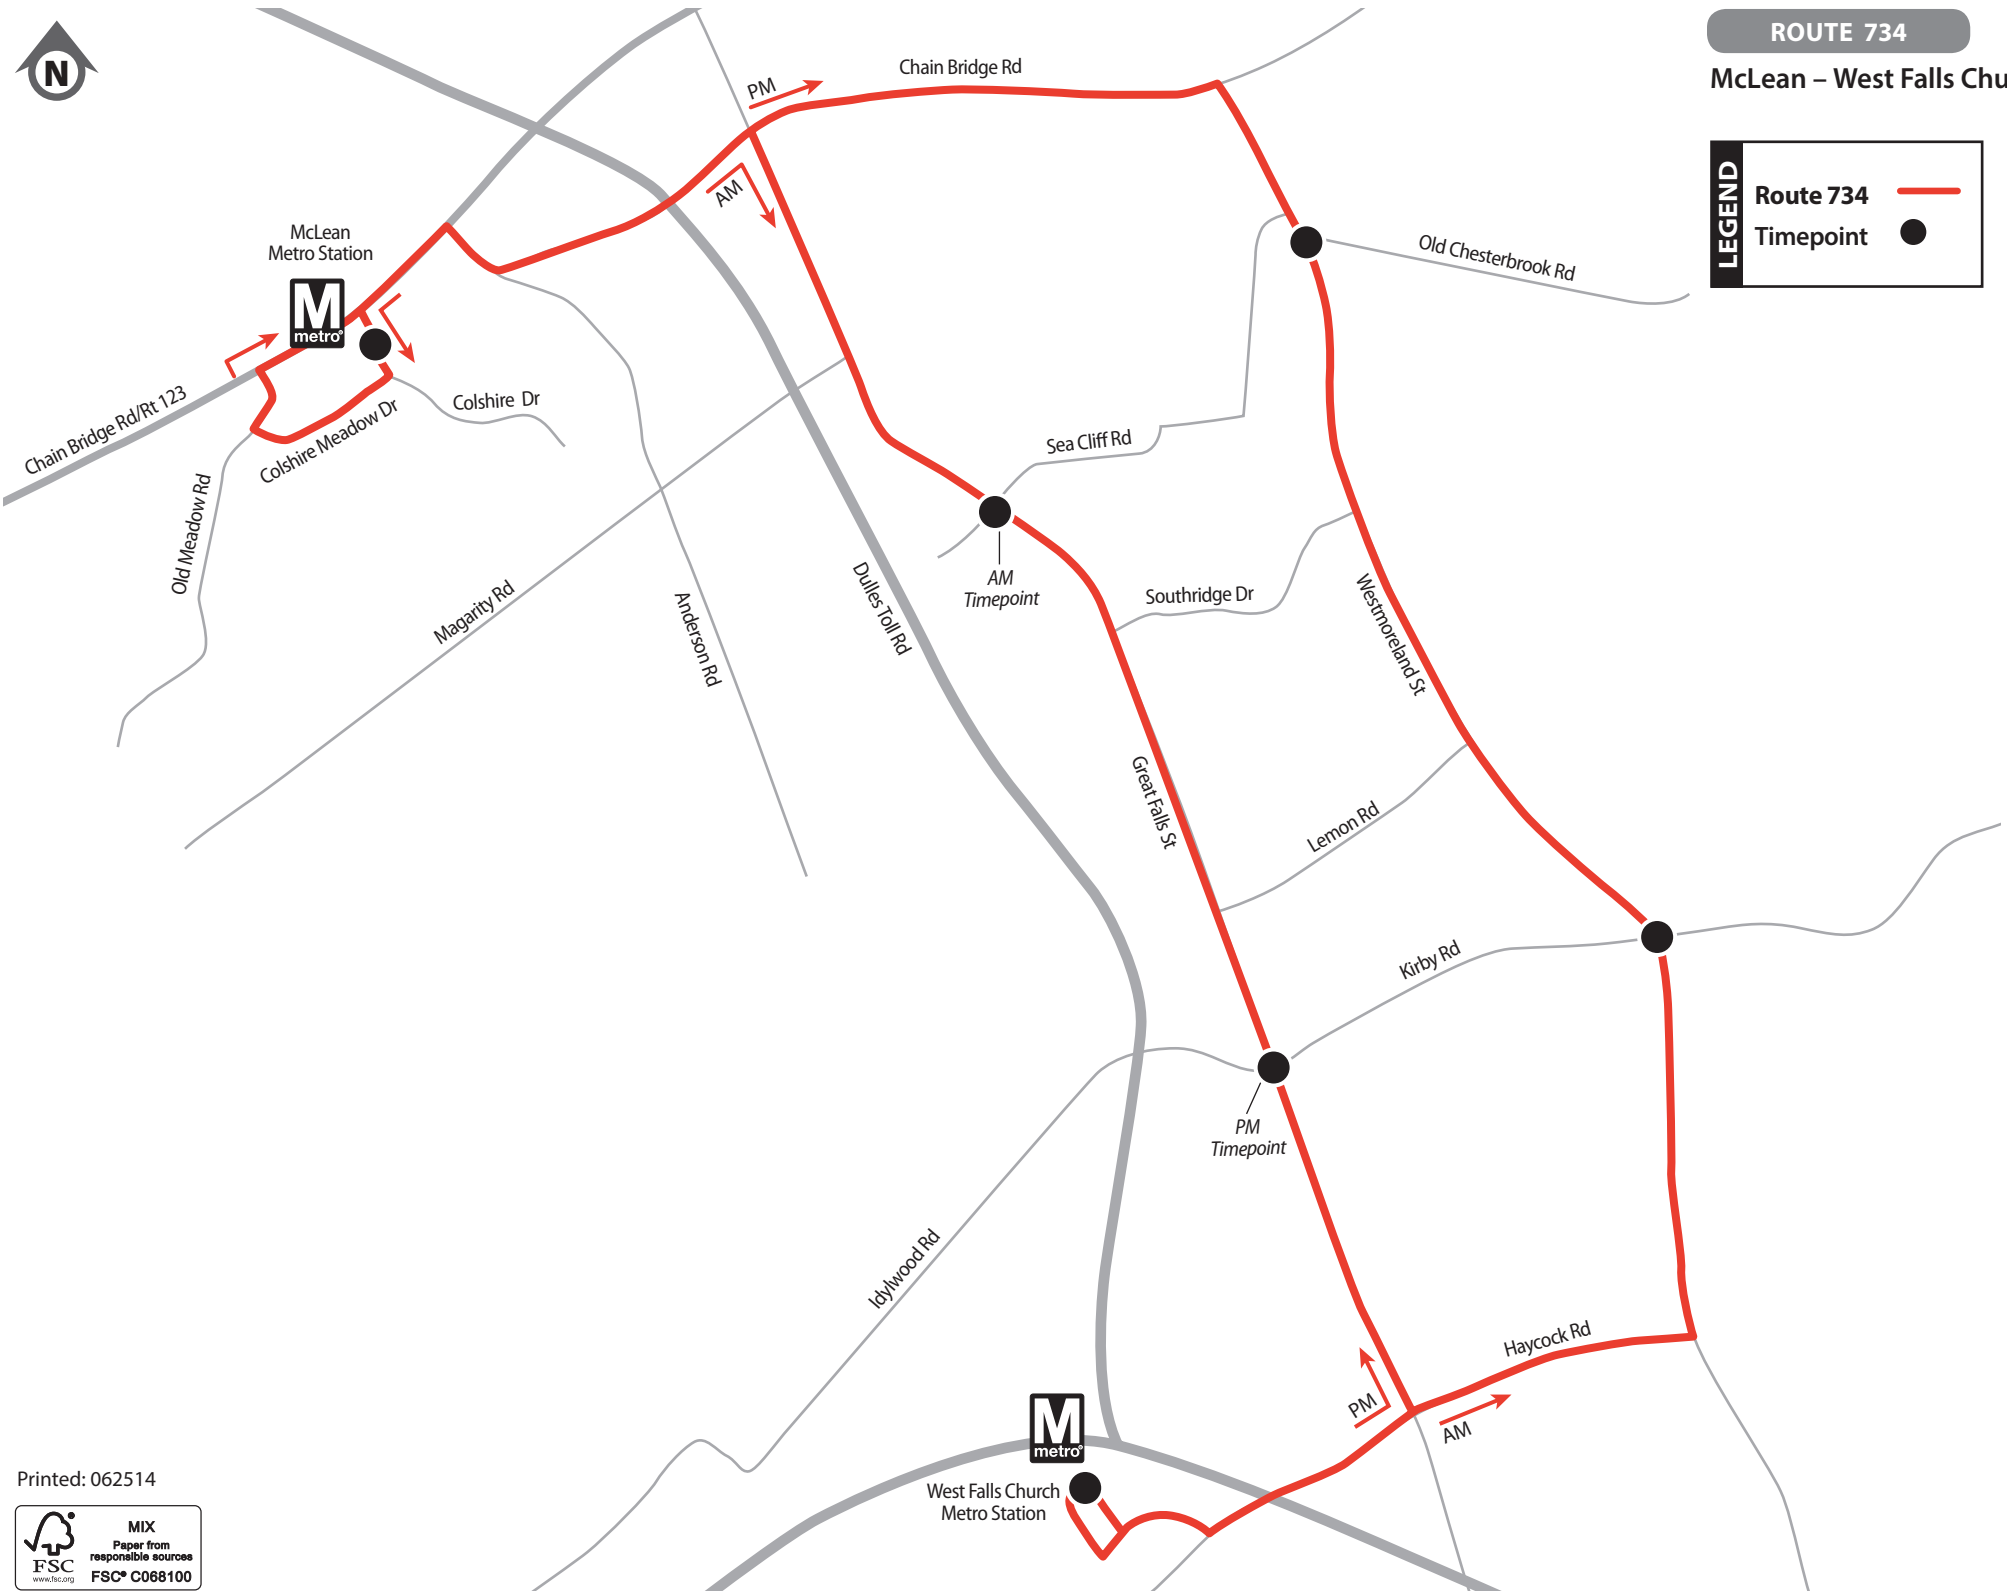 N
ROUTE 734
McLean – West Falls Chu
LEGEND
Route 734
Timepoint
Chain Bridge Rd
PM
AM
McLean
Metro Station
M
metro
Chain Bridge Rd/Rt 123
Colshire Meadow Dr
Colshire Dr
Old Meadow Rd
Magarity Rd
Anderson Rd
Dulles Toll Rd
Old Chesterbrook Rd
Sea Cliff Rd
AM
Timepoint
Southridge Dr
Westmoreland St
Great Falls St
Lemon Rd
Kirby Rd
PM
Timepoint
Idylwood Rd
Haycock Rd
PM
AM
M
metro
West Falls Church
Metro Station
Printed: 062514
FSC
www.fsc.org
MIX
Paper from
responsible sources
FSC® C068100